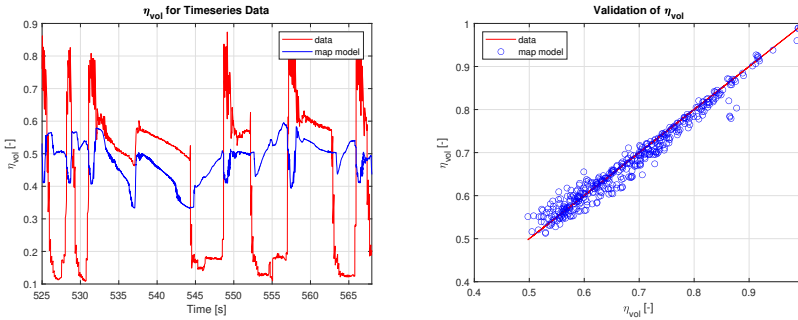 η_vol for Timeseries Data
0.9
0.8
0.7
0.6
0.5
0.4
0.3
0.2
0.1
η_vol [-]
data
map model
525 530 535 540 545 550 555 560 565
Time [s]
Validation of η_vol
1
0.9
0.8
0.7
0.6
0.5
0.4
η_vol [-]
data
map model
0.4 0.5 0.6 0.7 0.8 0.9
η_vol [-]